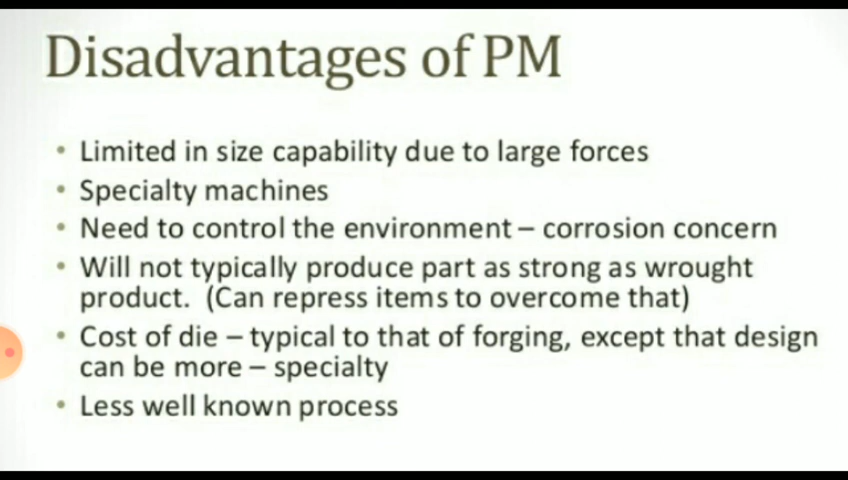 Disadvantages of PM
• Limited in size capability due to large forces
• Specialty machines
• Need to control the environment – corrosion concern
• Will not typically produce part as strong as wrought
product.  (Can repress items to overcome that)
• Cost of die – typical to that of forging, except that design
can be more – specialty
• Less well known process